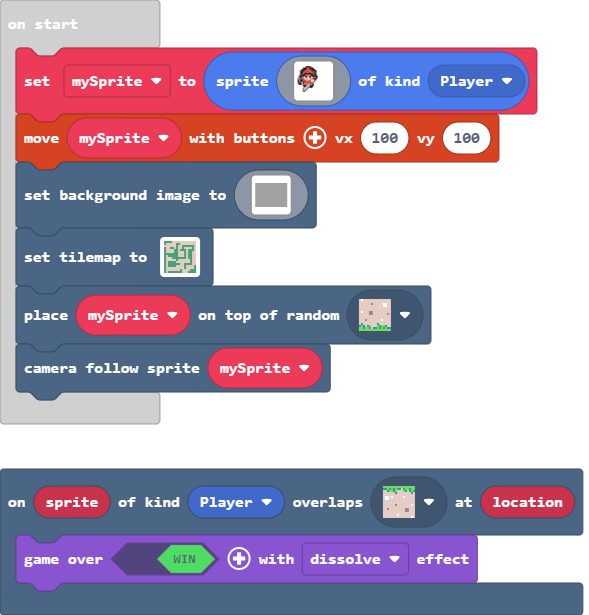 on start
set mySprite to sprite of kind Player
move mySprite with buttons vx 100 vy 100
set background image to
set tilemap to
place mySprite on top of random
camera follow sprite mySprite
on sprite of kind Player overlaps at location
game over WIN with dissolve effect